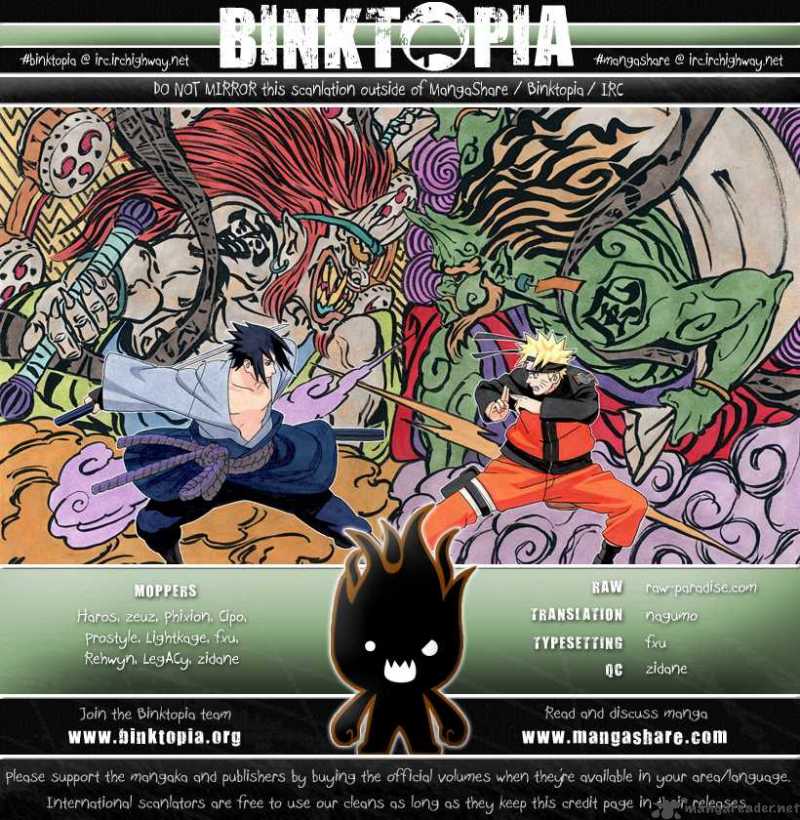 BINKTOPIA
#binktopia @ irc.irchighway.net
#mangashare @ irc.irchighway.net
DO NOT MIRROR this scanlation outside of MangaShare / Binktopia / IRC
MOPPERS
Haros, zeuz, Phixion, Cipo,
Prostyle, Lightkage, fxu,
Rehwyn, LegACy, zidane
RAW raw-paradise.com
TRANSLATION nagumo
TYPESETTING fxu
QC zidane
Join the Binktopia team
www.binktopia.org
Read and discuss manga
www.mangashare.com
Please support the mangaka and publishers by buying the official volumes when they're available in your area/language.
International scanlators are free to use our cleans as long as they keep this credit page in their releases.
mangareader.net